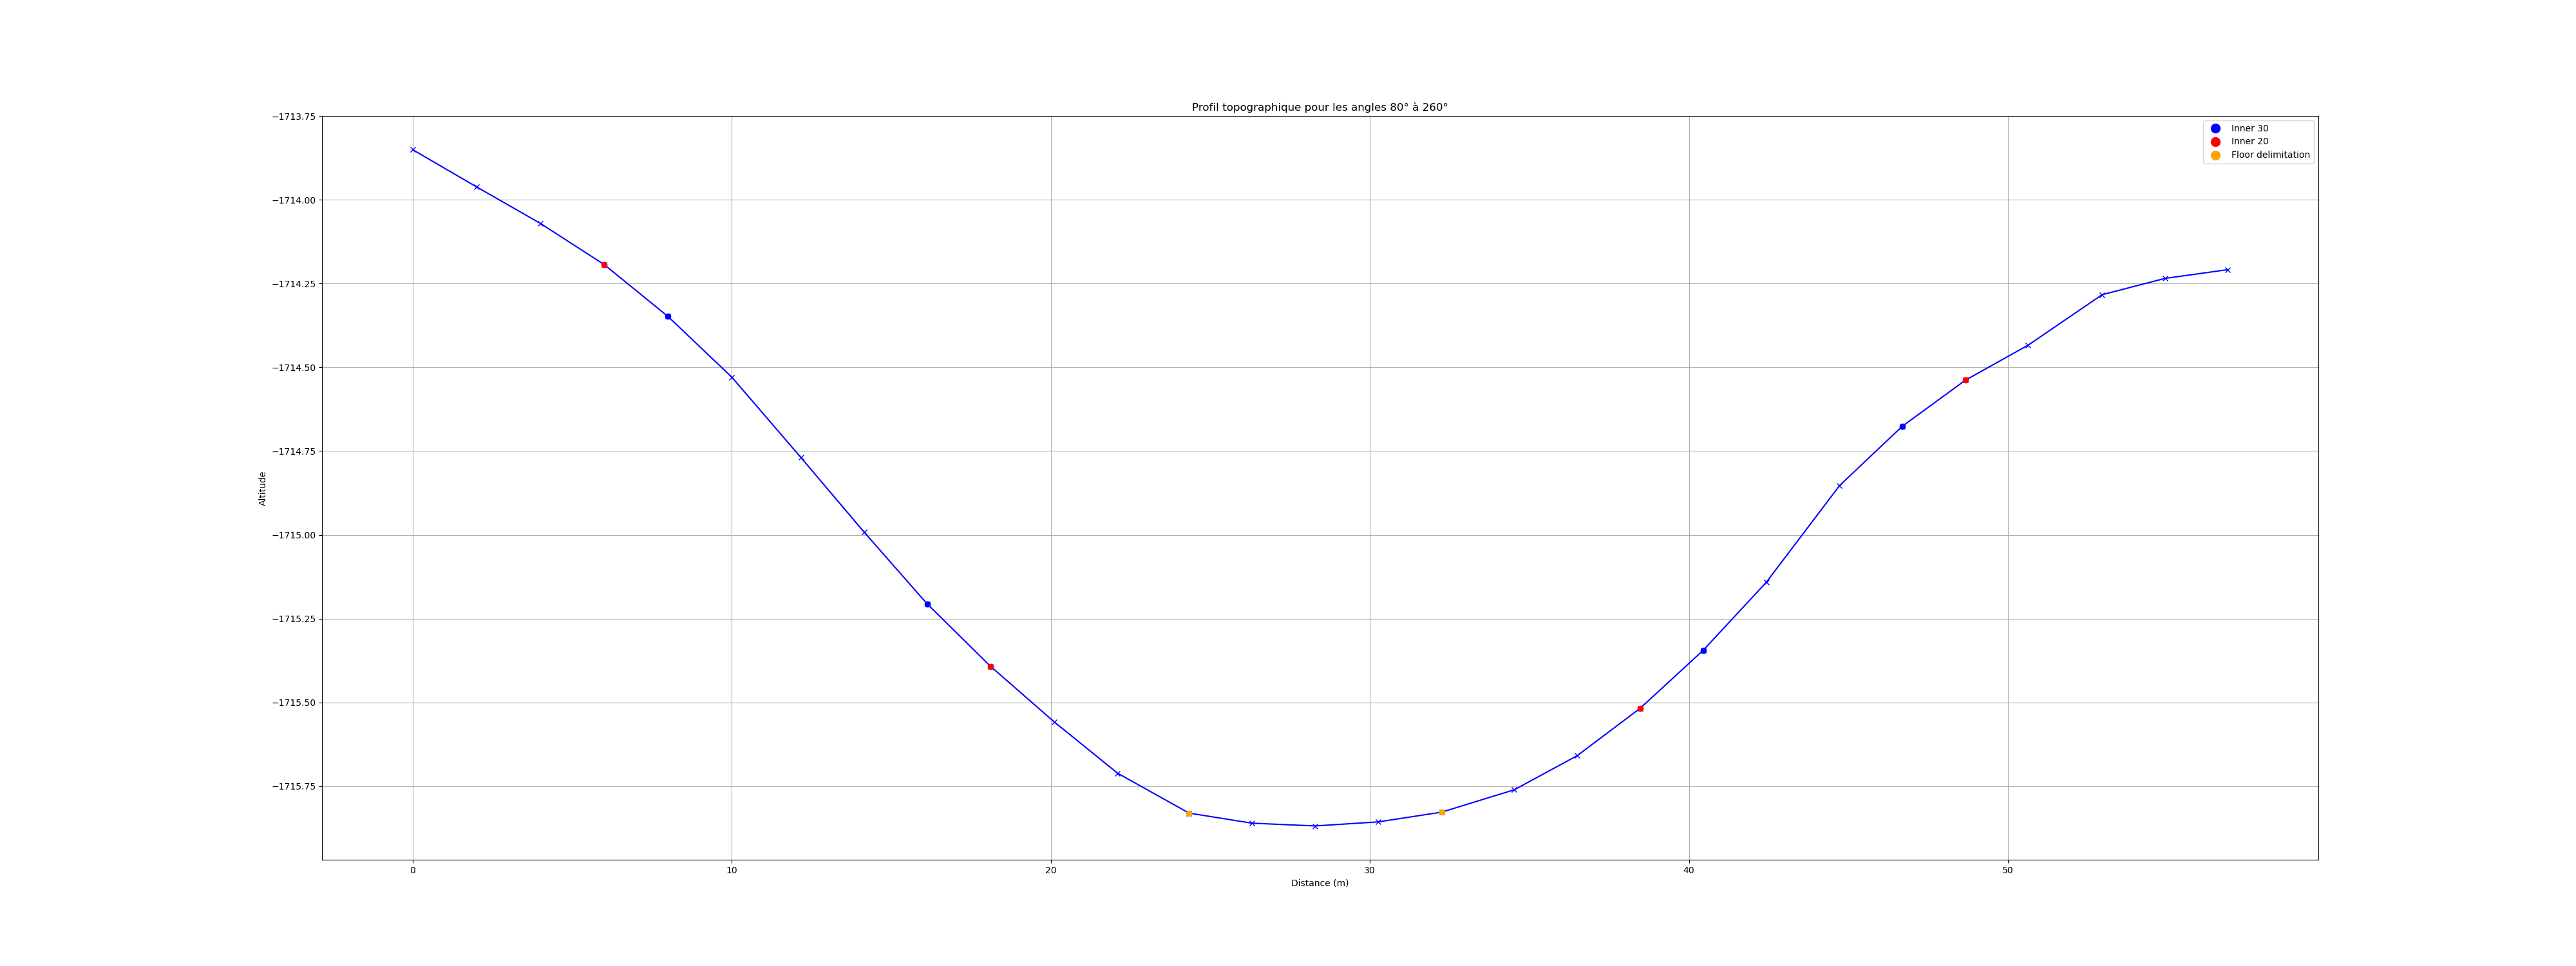 Profil topographique pour les angles 80° à 260°
−1713.75
−1714.00
−1714.25
−1714.50
−1714.75
−1715.00
−1715.25
−1715.50
−1715.75
Altitude
Inner 30
Inner 20
Floor delimitation
0 10 20 30 40 50
Distance (m)